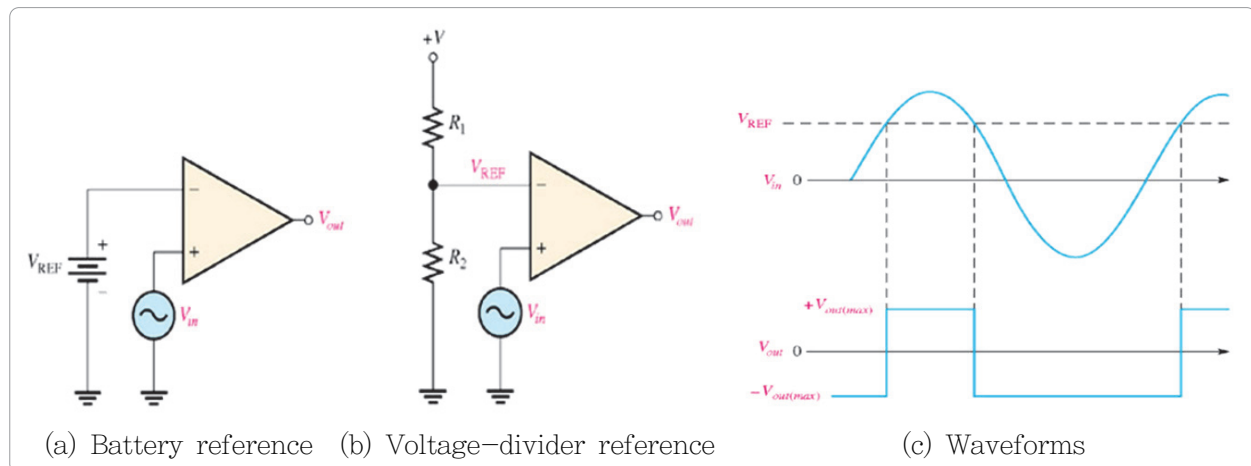 +V
R1
VREF
R2
−
+
Vout
VREF
+
−
Vin
−
+
Vout
Vin
VREF
Vin 0
+Vout(max)
Vout 0
−Vout(max)
(a) Battery reference
(b) Voltage−divider reference
(c) Waveforms